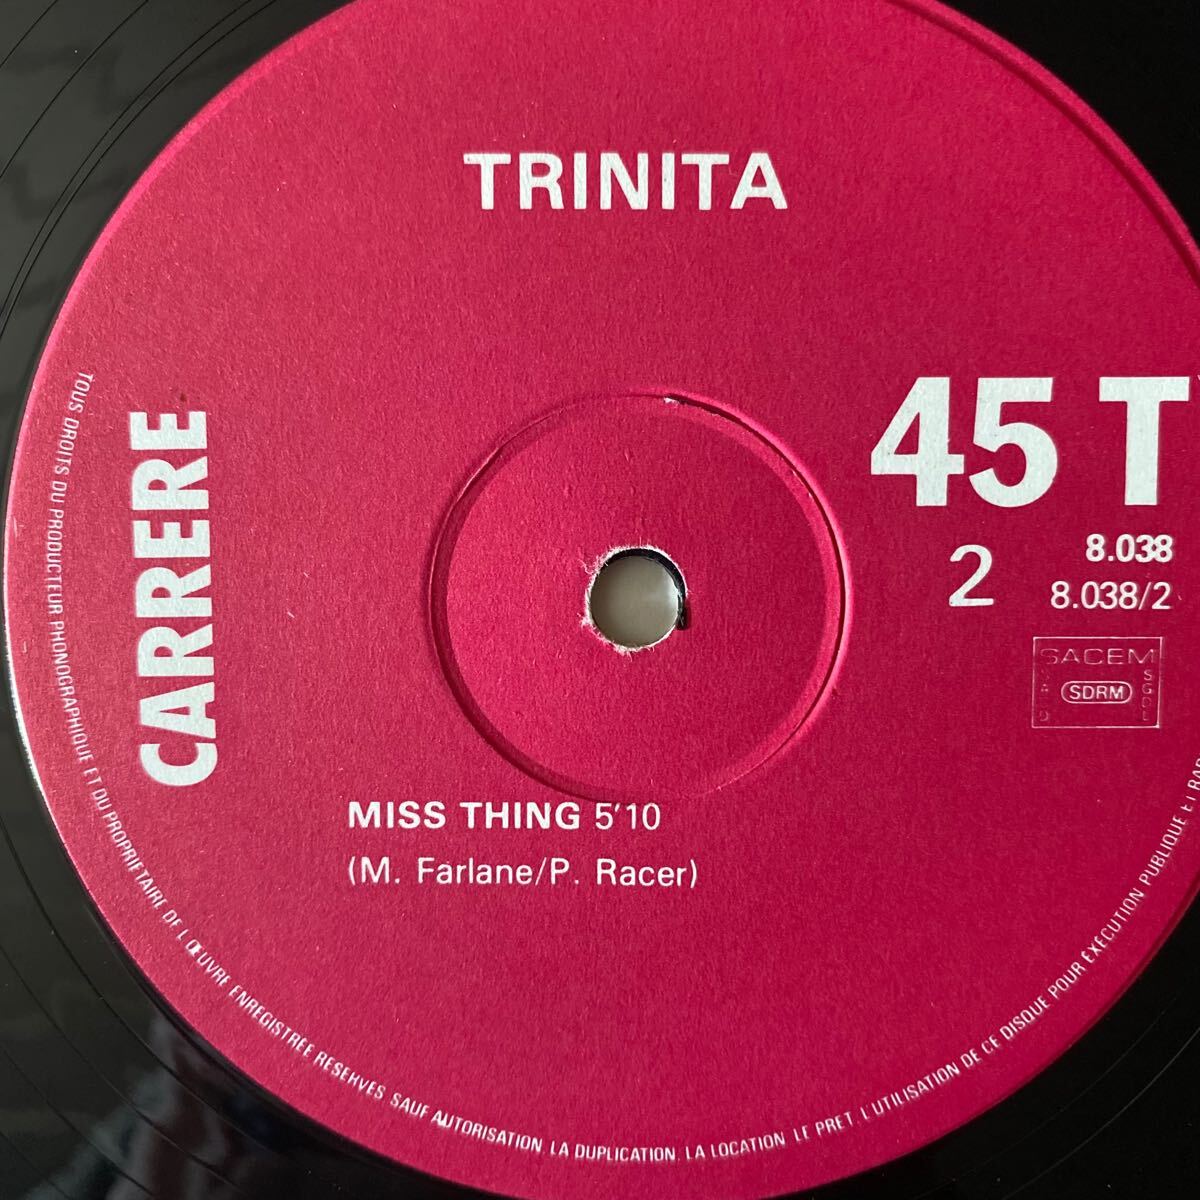 TRINITA
CARRERE
45 T
2
8.038
8.038/2
SACEM
SDRM
MISS THING 5'10
(M. Farlane/P. Racer)
TOUS DROITS DU PRODUCTEUR PHONOGRAPHIQUE ET DU PROPRIETAIRE DE L'ŒUVRE ENREGISTRÉE RESERVES. SAUF AUTORISATION, LA DUPLICATION, LA LOCATION, LE PRET, L'UTILISATION DE CE DISQUE POUR EXÉCUTION PUBLIQUE ET